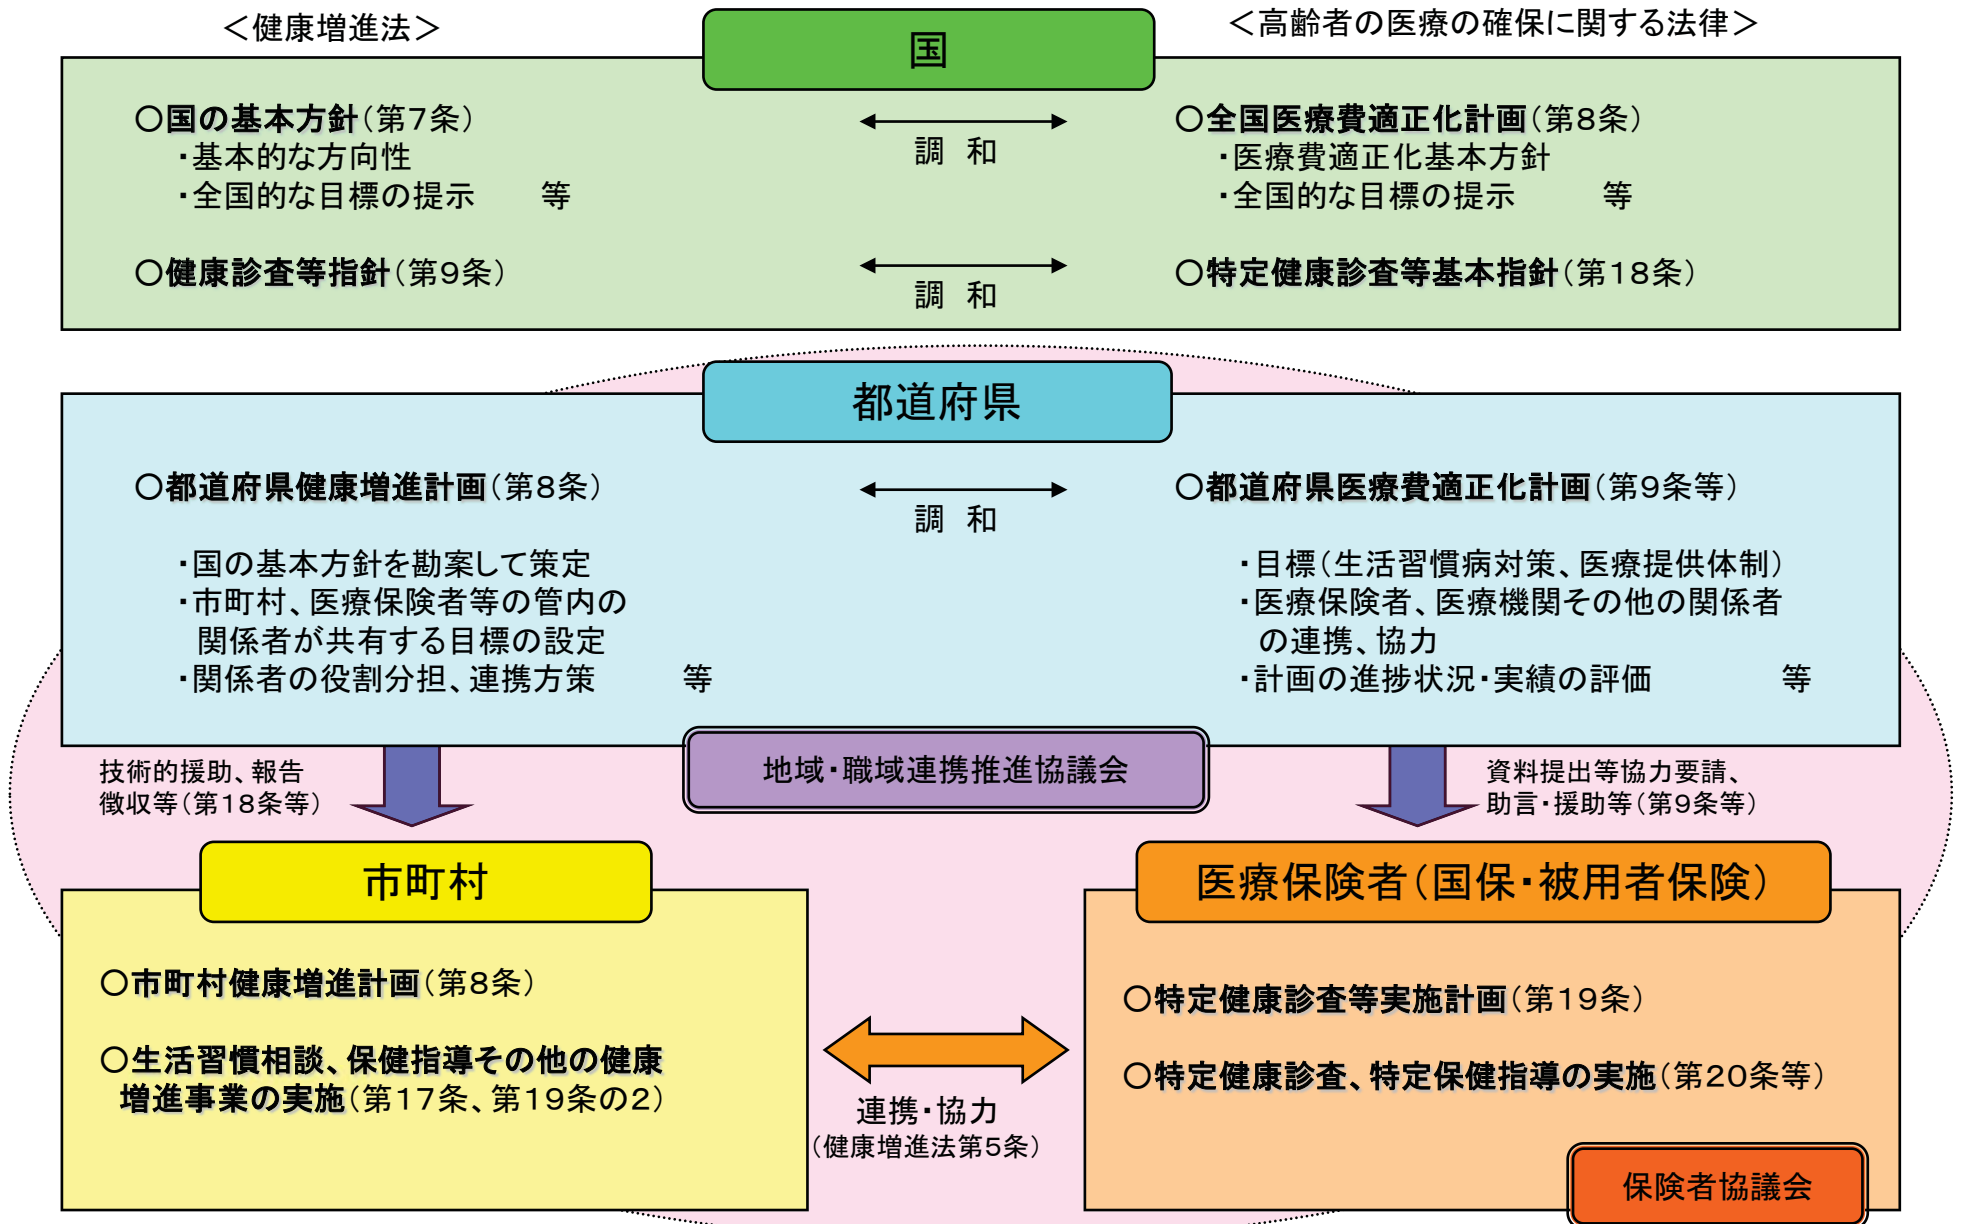 ＜健康増進法＞
国
＜高齢者の医療の確保に関する法律＞
○国の基本方針（第7条）
・基本的な方向性
・全国的な目標の提示　　等
調　和
○全国医療費適正化計画（第8条）
・医療費適正化基本方針
・全国的な目標の提示　　　等
○健康診査等指針（第9条）
調　和
○特定健康診査等基本指針（第18条）
都道府県
○都道府県健康増進計画（第8条）
調　和
○都道府県医療費適正化計画（第9条等）
・国の基本方針を勘案して策定
・市町村、医療保険者等の管内の
関係者が共有する目標の設定
・関係者の役割分担、連携方策　　　等
・目標（生活習慣病対策、医療提供体制）
・医療保険者、医療機関その他の関係者
の連携、協力
・計画の進捗状況・実績の評価　　　　等
地域・職域連携推進協議会
技術的援助、報告
徴収等（第18条等）
資料提出等協力要請、
助言・援助等（第9条等）
市町村
○市町村健康増進計画（第8条）
○生活習慣相談、保健指導その他の健康
増進事業の実施（第17条、第19条の2）
連携・協力
（健康増進法第5条）
医療保険者（国保・被用者保険）
○特定健康診査等実施計画（第19条）
○特定健康診査、特定保健指導の実施（第20条等）
保険者協議会